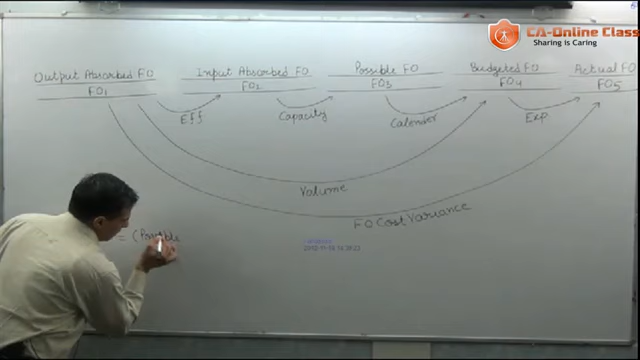 CA-Online Class
Sharing is Caring
Output Absorbed FO
Input Absorbed FO
Possible FO
Budgeted FO
Actual FO
FO1
FO2
FO3
FO4
FO5
Eff
Capacity
Calender
Exp
Volume
FO Cost Variance
= (Possible